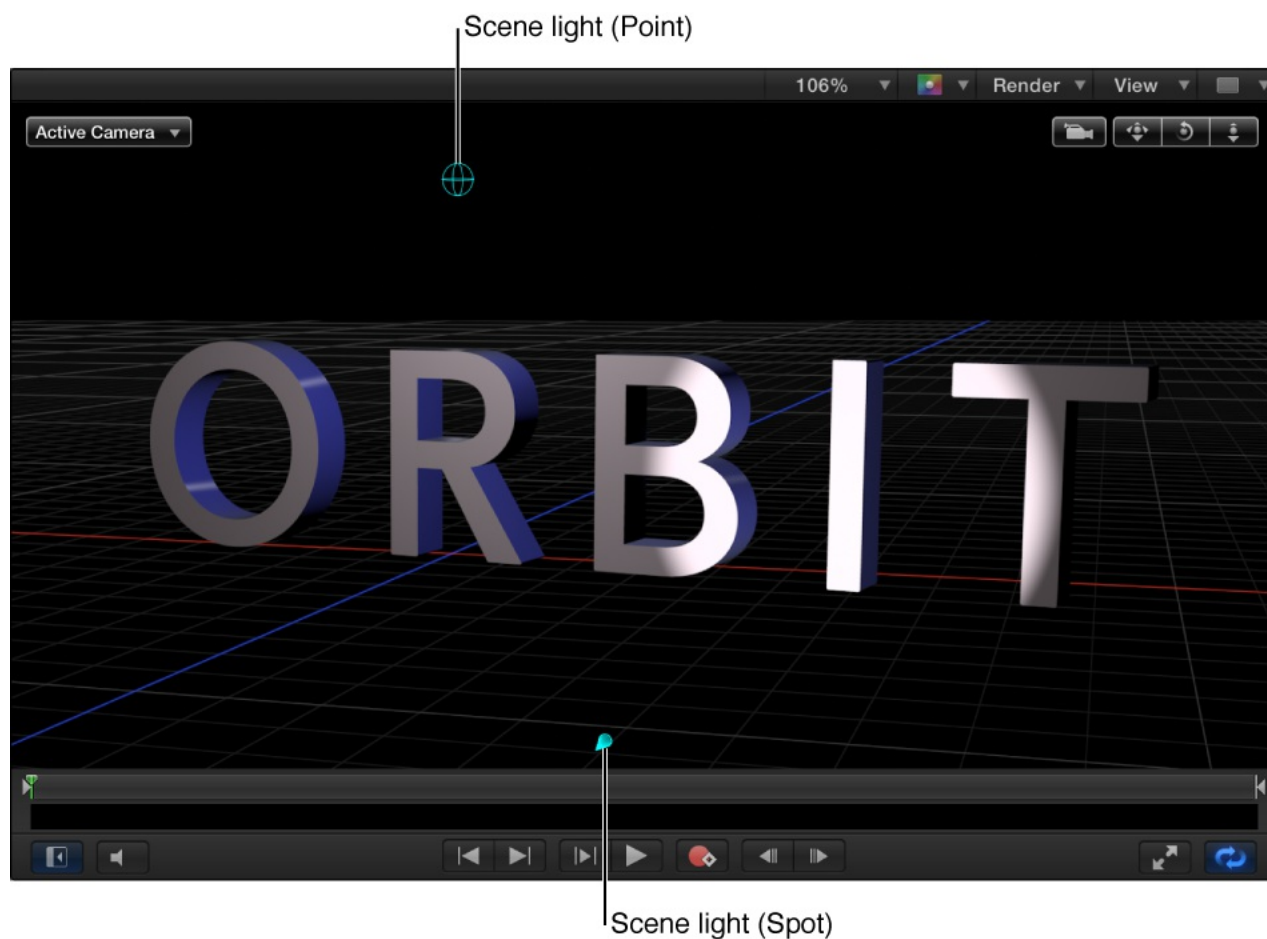 Scene light (Point)
106% Render View
Active Camera
ORBIT
Scene light (Spot)